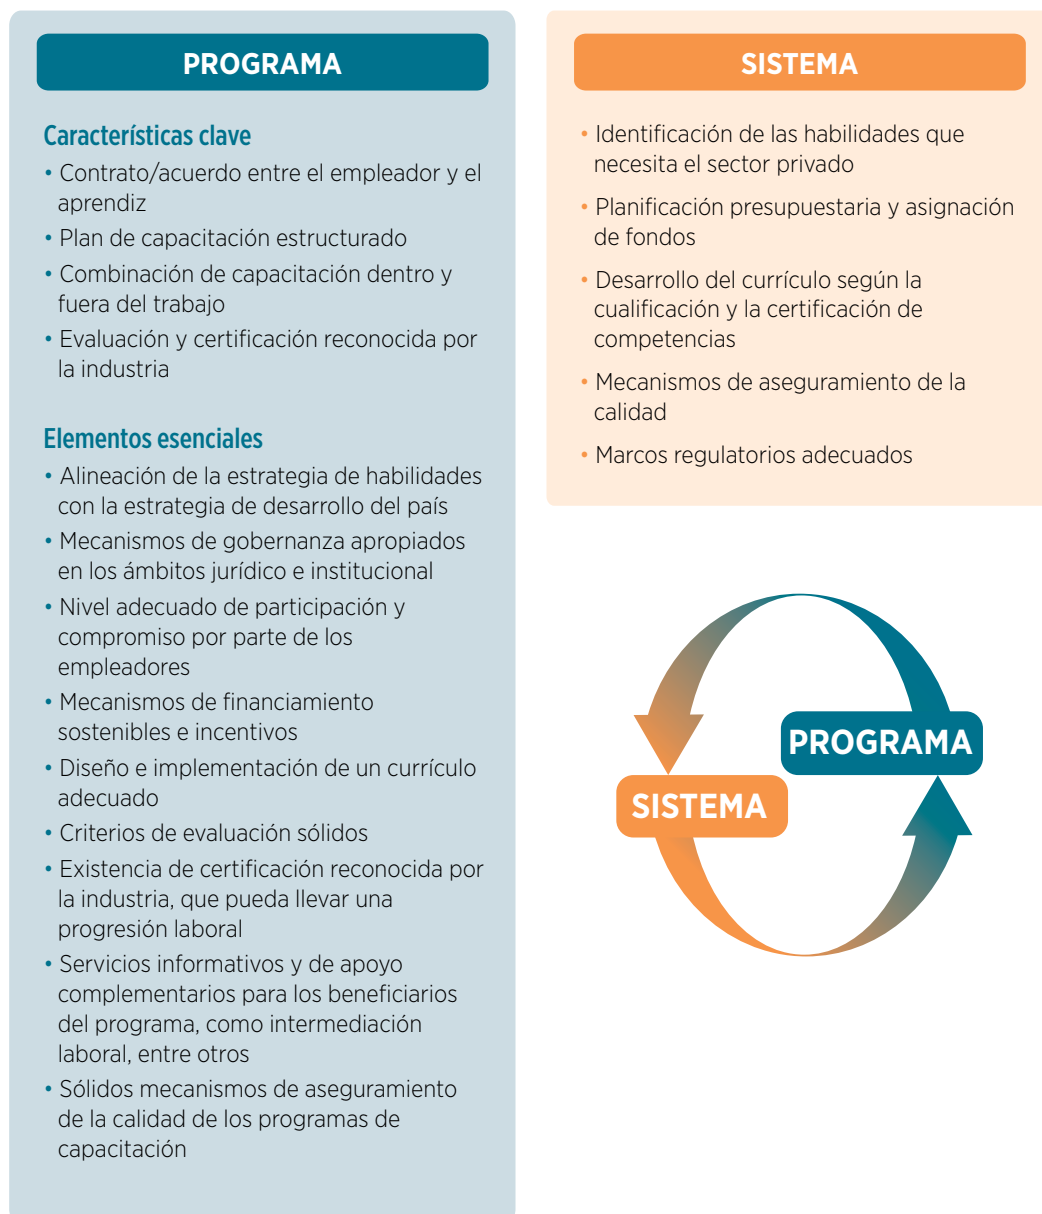 PROGRAMA
Características clave
• Contrato/acuerdo entre el empleador y el
aprendiz
• Plan de capacitación estructurado
• Combinación de capacitación dentro y
fuera del trabajo
• Evaluación y certificación reconocida por
la industria
Elementos esenciales
• Alineación de la estrategia de habilidades
con la estrategia de desarrollo del país
• Mecanismos de gobernanza apropiados
en los ámbitos jurídico e institucional
• Nivel adecuado de participación y
compromiso por parte de los
empleadores
• Mecanismos de financiamiento
sostenibles e incentivos
• Diseño e implementación de un currículo
adecuado
• Criterios de evaluación sólidos
• Existencia de certificación reconocida por
la industria, que pueda llevar una
progresión laboral
• Servicios informativos y de apoyo
complementarios para los beneficiarios
del programa, como intermediación
laboral, entre otros
• Sólidos mecanismos de aseguramiento
de la calidad de los programas de
capacitación
SISTEMA
• Identificación de las habilidades que
necesita el sector privado
• Planificación presupuestaria y asignación
de fondos
• Desarrollo del currículo según la
cualificación y la certificación de
competencias
• Mecanismos de aseguramiento de la
calidad
• Marcos regulatorios adecuados
PROGRAMA
SISTEMA